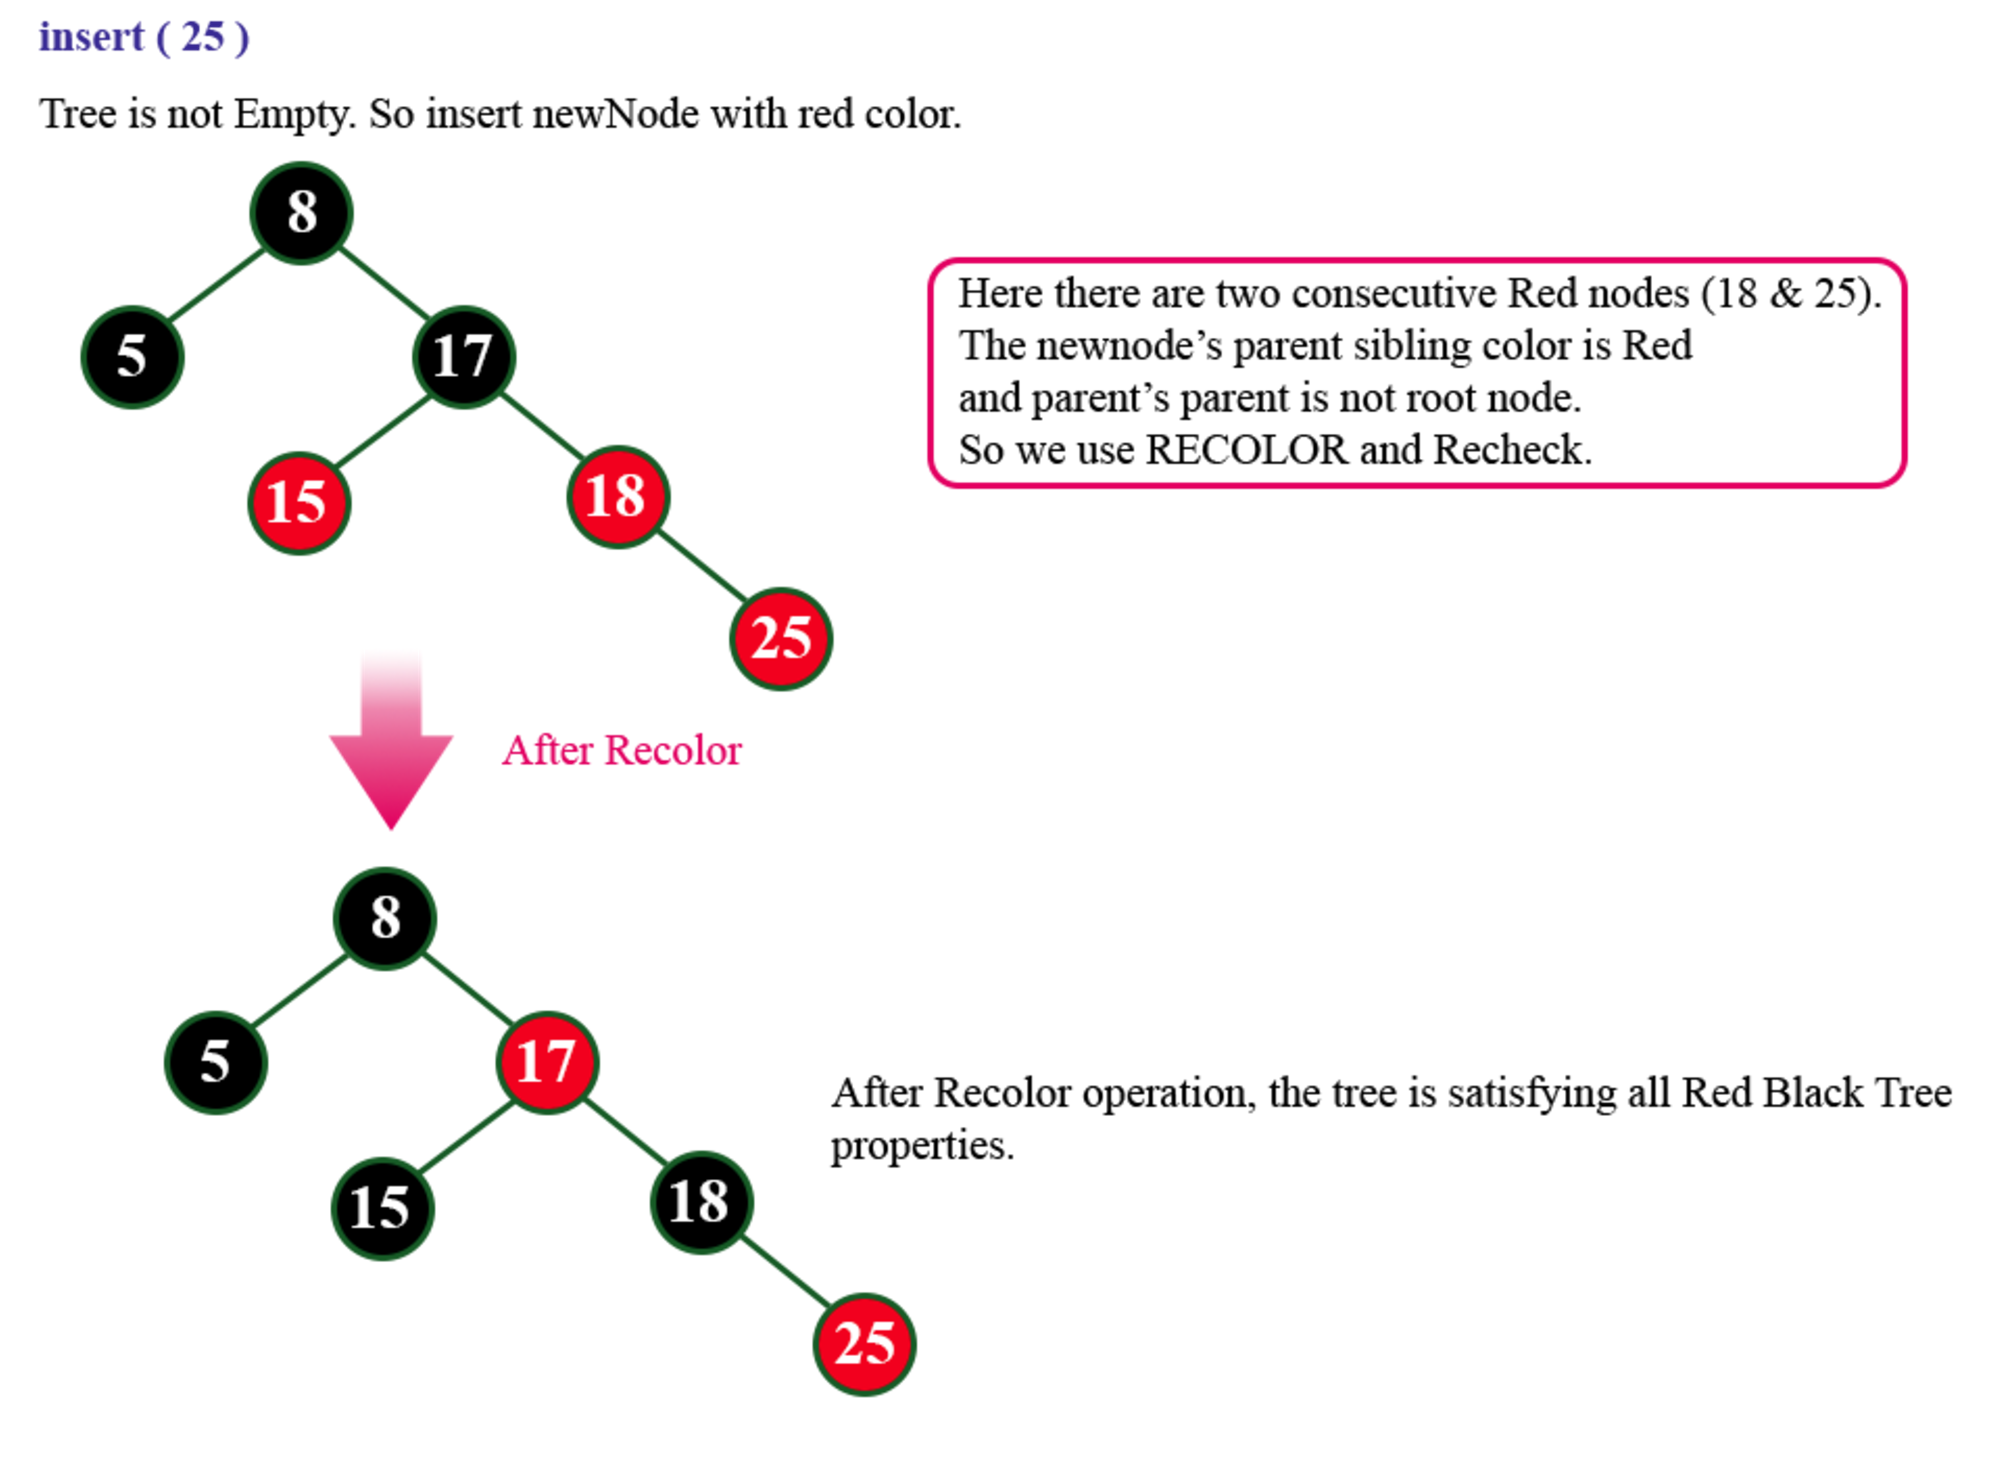 insert ( 25 )
Tree is not Empty. So insert newNode with red color.
8
5
17
15
18
25
Here there are two consecutive Red nodes (18 & 25).
The newnode’s parent sibling color is Red
and parent’s parent is not root node.
So we use RECOLOR and Recheck.
After Recolor
8
5
17
15
18
25
After Recolor operation, the tree is satisfying all Red Black Tree
properties.